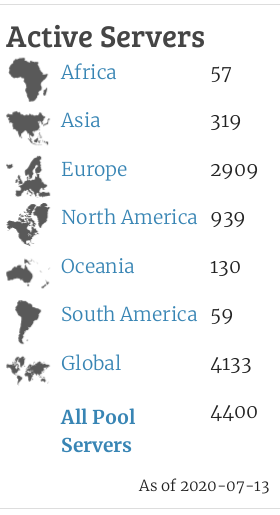 Active Servers
Africa 57
Asia 319
Europe 2909
North America 939
Oceania 130
South America 59
Global 4133
All Pool 4400
Servers
As of 2020-07-13